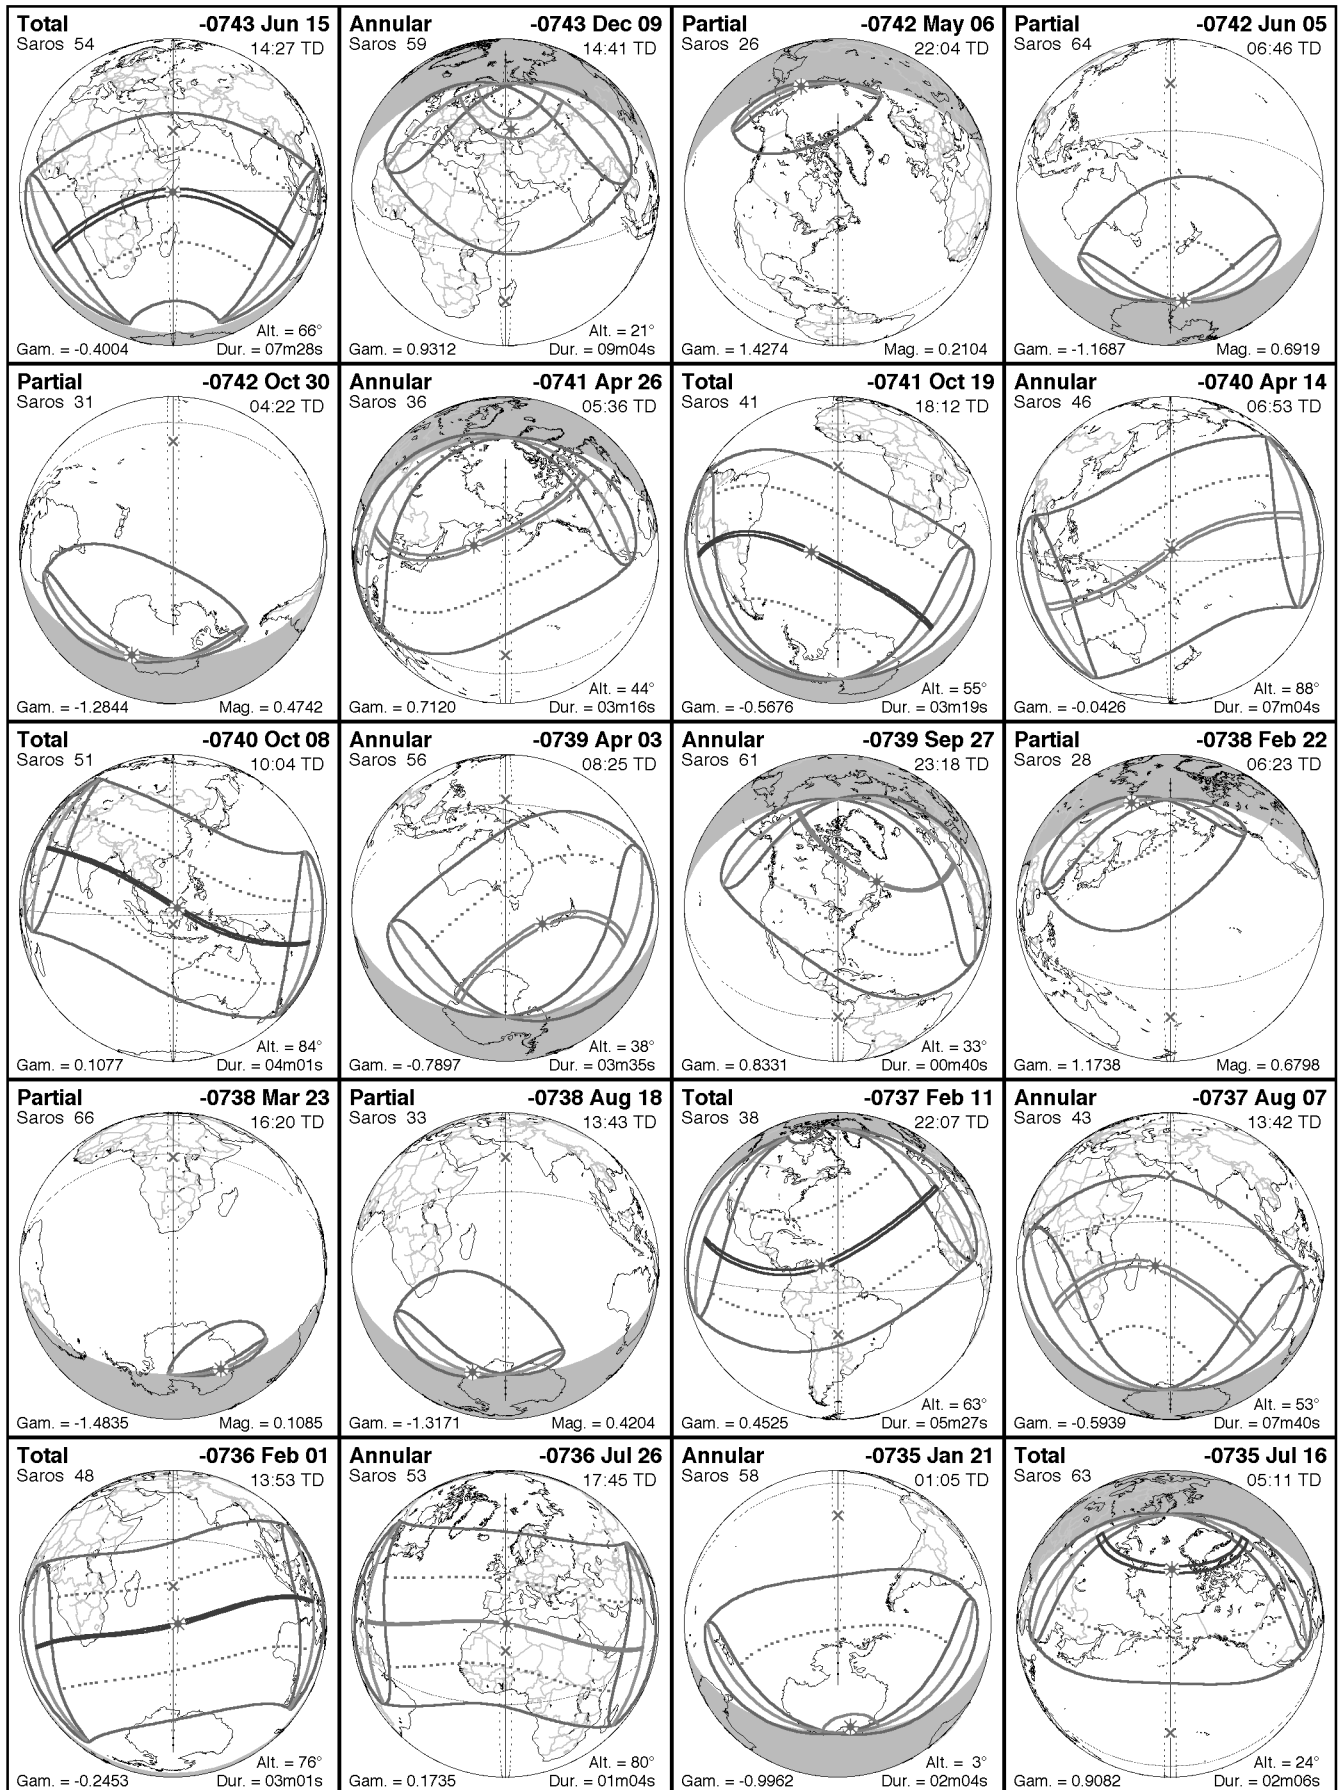 Total -0743 Jun 15
Saros 54 14:27 TD
Alt. = 66°
Gam. = -0.4004 Dur. = 07m28s
Annular -0743 Dec 09
Saros 59 14:41 TD
Alt. = 21°
Gam. = 0.9312 Dur. = 09m04s
Partial -0742 May 06
Saros 26 22:04 TD
Gam. = 1.4274 Mag. = 0.2104
Partial -0742 Jun 05
Saros 64 06:46 TD
Gam. = -1.1687 Mag. = 0.6919
Partial -0742 Oct 30
Saros 31 04:22 TD
Gam. = -1.2844 Mag. = 0.4742
Annular -0741 Apr 26
Saros 36 05:36 TD
Alt. = 44°
Gam. = 0.7120 Dur. = 03m16s
Total -0741 Oct 19
Saros 41 18:12 TD
Alt. = 55°
Gam. = -0.5676 Dur. = 03m19s
Annular -0740 Apr 14
Saros 46 06:53 TD
Alt. = 88°
Gam. = -0.0426 Dur. = 07m04s
Total -0740 Oct 08
Saros 51 10:04 TD
Alt. = 84°
Gam. = 0.1077 Dur. = 04m01s
Annular -0739 Apr 03
Saros 56 08:25 TD
Alt. = 38°
Gam. = -0.7897 Dur. = 03m35s
Annular -0739 Sep 27
Saros 61 23:18 TD
Alt. = 33°
Gam. = 0.8331 Dur. = 00m40s
Partial -0738 Feb 22
Saros 28 06:23 TD
Gam. = 1.1738 Mag. = 0.6798
Partial -0738 Mar 23
Saros 66 16:20 TD
Gam. = -1.4835 Mag. = 0.1085
Partial -0738 Aug 18
Saros 33 13:43 TD
Gam. = -1.3171 Mag. = 0.4204
Total -0737 Feb 11
Saros 38 22:07 TD
Alt. = 63°
Gam. = 0.4525 Dur. = 05m27s
Annular -0737 Aug 07
Saros 43 13:42 TD
Alt. = 53°
Gam. = -0.5939 Dur. = 07m40s
Total -0736 Feb 01
Saros 48 13:53 TD
Alt. = 76°
Gam. = -0.2453 Dur. = 03m01s
Annular -0736 Jul 26
Saros 53 17:45 TD
Alt. = 80°
Gam. = 0.1735 Dur. = 01m04s
Annular -0735 Jan 21
Saros 58 01:05 TD
Alt. = 3°
Gam. = -0.9962 Dur. = 02m04s
Total -0735 Jul 16
Saros 63 05:11 TD
Alt. = 24°
Gam. = 0.9082 Dur. = 02m06s